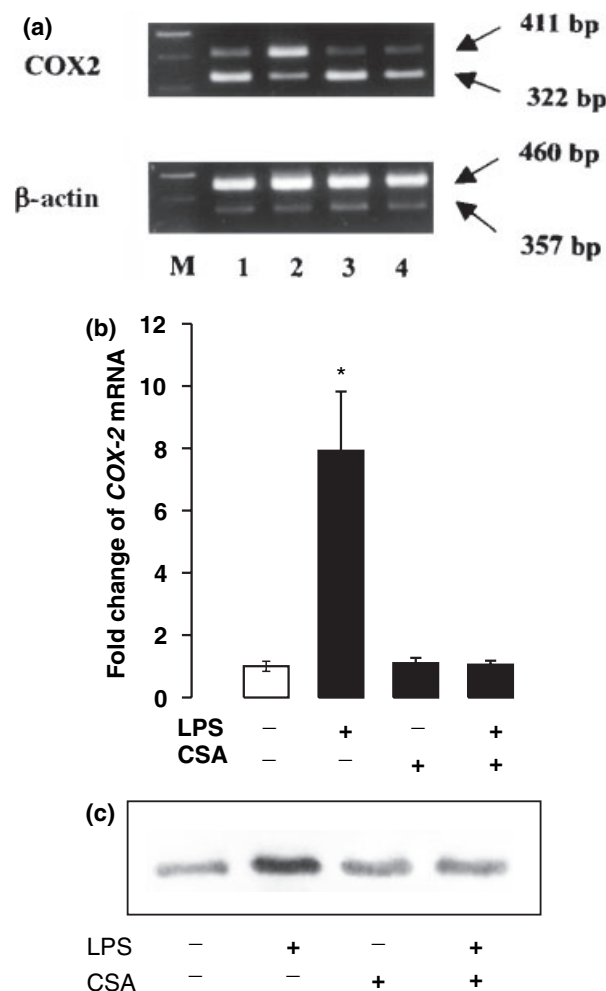 (a)
COX2
411 bp
322 bp
β-actin
460 bp
357 bp
M 1 2 3 4
(b)
Fold change of COX-2 mRNA
12
10
8
6
4
2
0
*
LPS – + – +
CSA – – + +
(c)
LPS – + – +
CSA – – + +